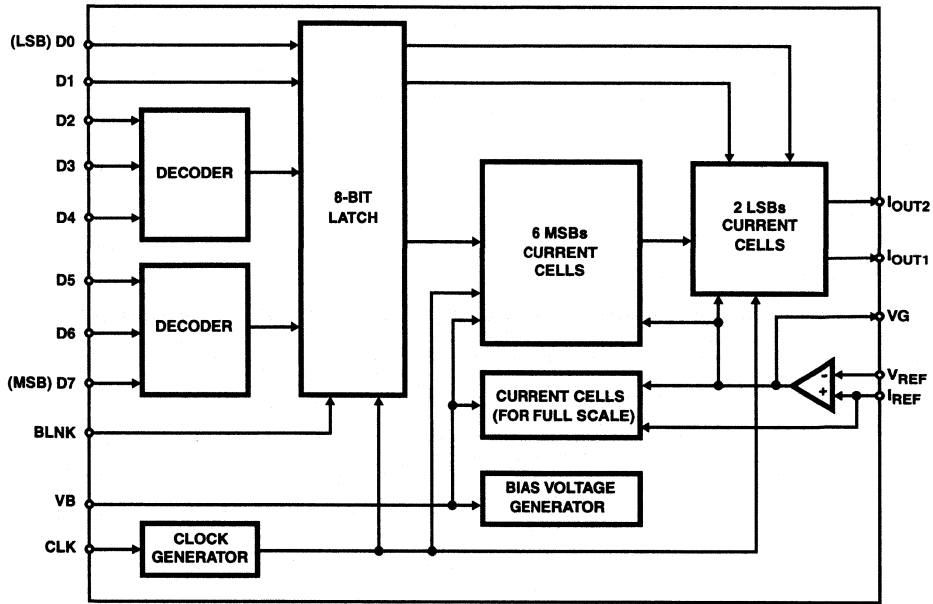 (LSB) D0
D1
D2
D3
D4
D5
D6
(MSB) D7
BLNK
VB
CLK
DECODER
DECODER
CLOCK
GENERATOR
8-BIT
LATCH
6 MSBs
CURRENT
CELLS
CURRENT CELLS
(FOR FULL SCALE)
BIAS VOLTAGE
GENERATOR
2 LSBs
CURRENT
CELLS
-
+
IOUT2
IOUT1
VG
VREF
IREF